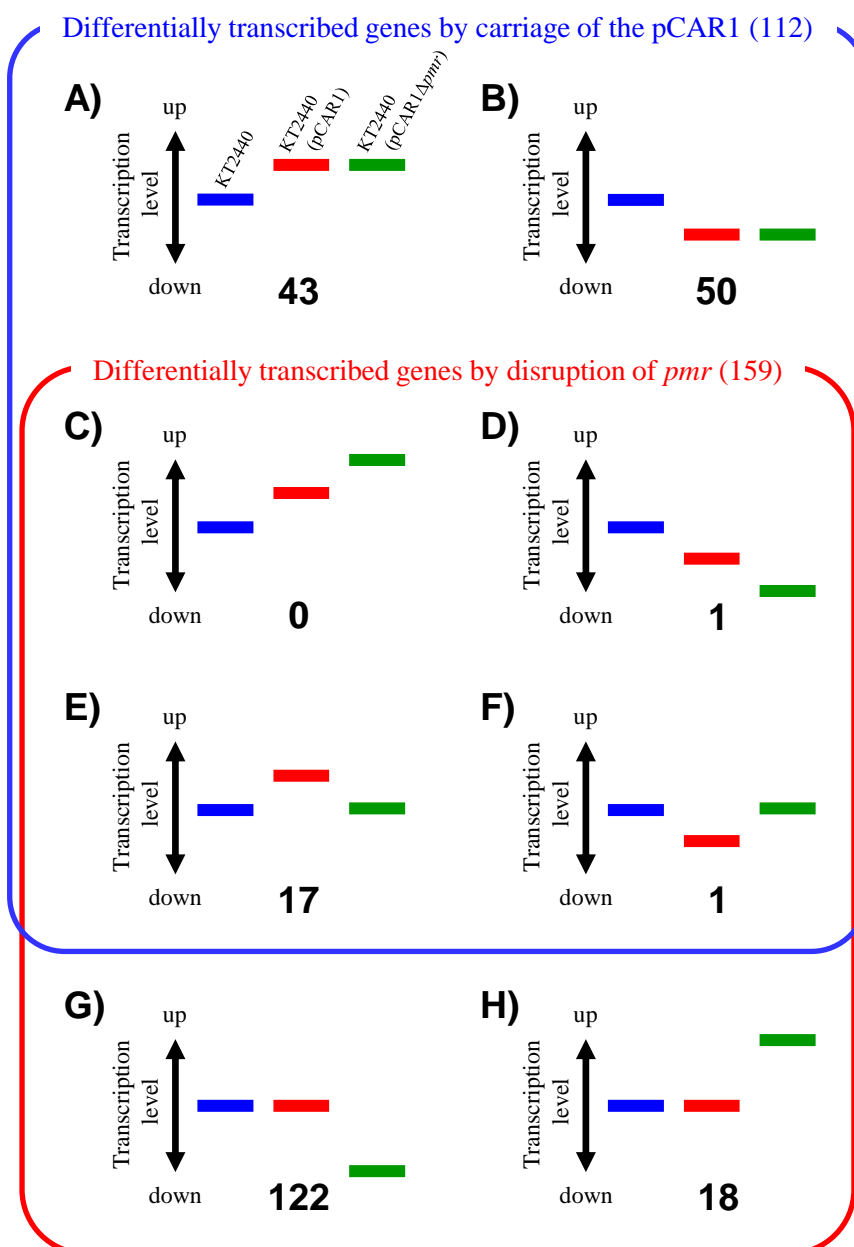 Differentially transcribed genes by carriage of the pCAR1 (112)
A)
up
Transcription
level
down
KT2440
KT2440
(pCAR1)
KT2440
(pCAR1Δpmr)
43
B)
up
Transcription
level
down
50
Differentially transcribed genes by disruption of pmr (159)
C)
up
Transcription
level
down
0
D)
up
Transcription
level
down
1
E)
up
Transcription
level
down
17
F)
up
Transcription
level
down
1
G)
up
Transcription
level
down
122
H)
up
Transcription
level
down
18